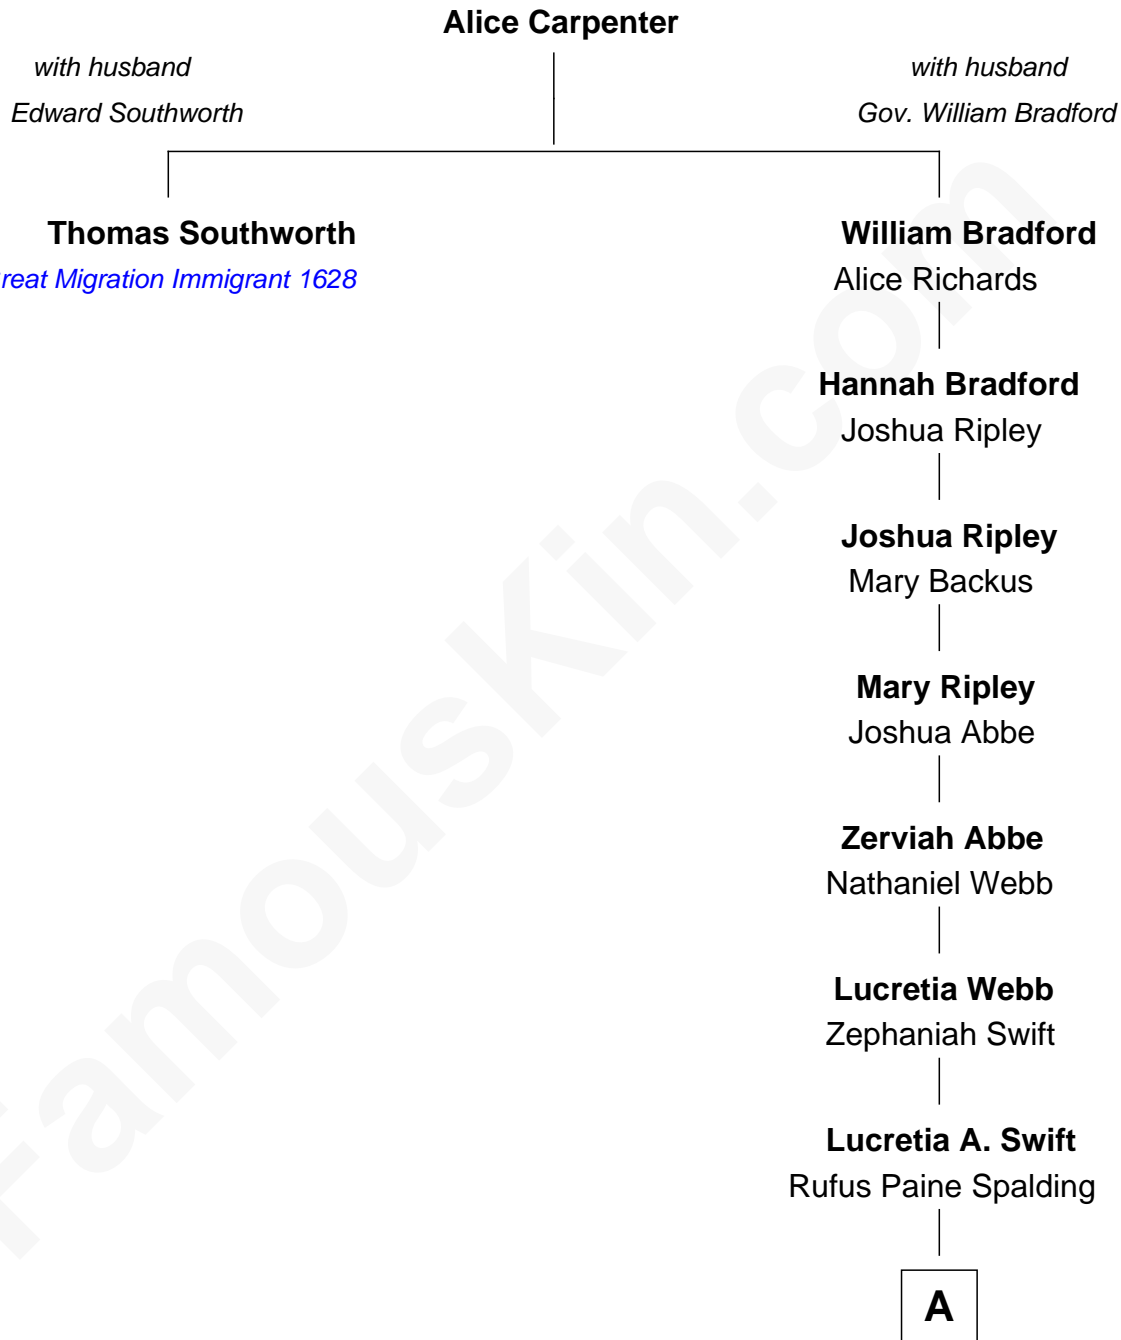 Alice Carpenter
with husband
Edward Southworth
with husband
Gov. William Bradford
Thomas Southworth
Migration Immigrant 1628
William Bradford
Alice Richards
Hannah Bradford
Joshua Ripley
Joshua Ripley
Mary Backus
Mary Ripley
Joshua Abbe
Zerviah Abbe
Nathaniel Webb
Lucretia Webb
Zephaniah Swift
Lucretia A. Swift
Rufus Paine Spalding
A
FamousKin.com